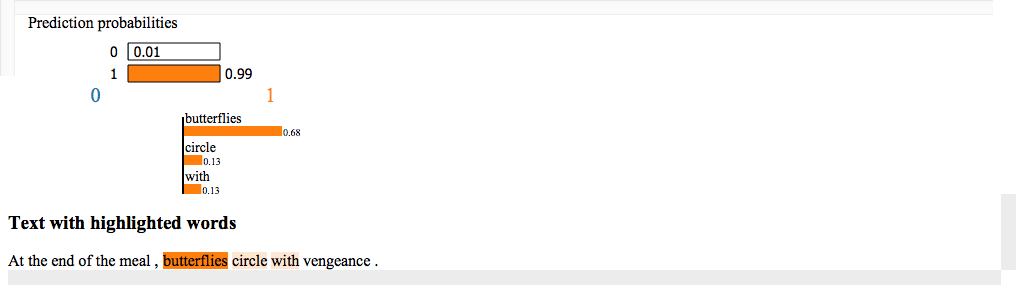 Prediction probabilities
0 0.01
1 0.99
0 1
butterflies
0.68
circle
0.13
with
0.13
Text with highlighted words
At the end of the meal , butterflies circle with vengeance .